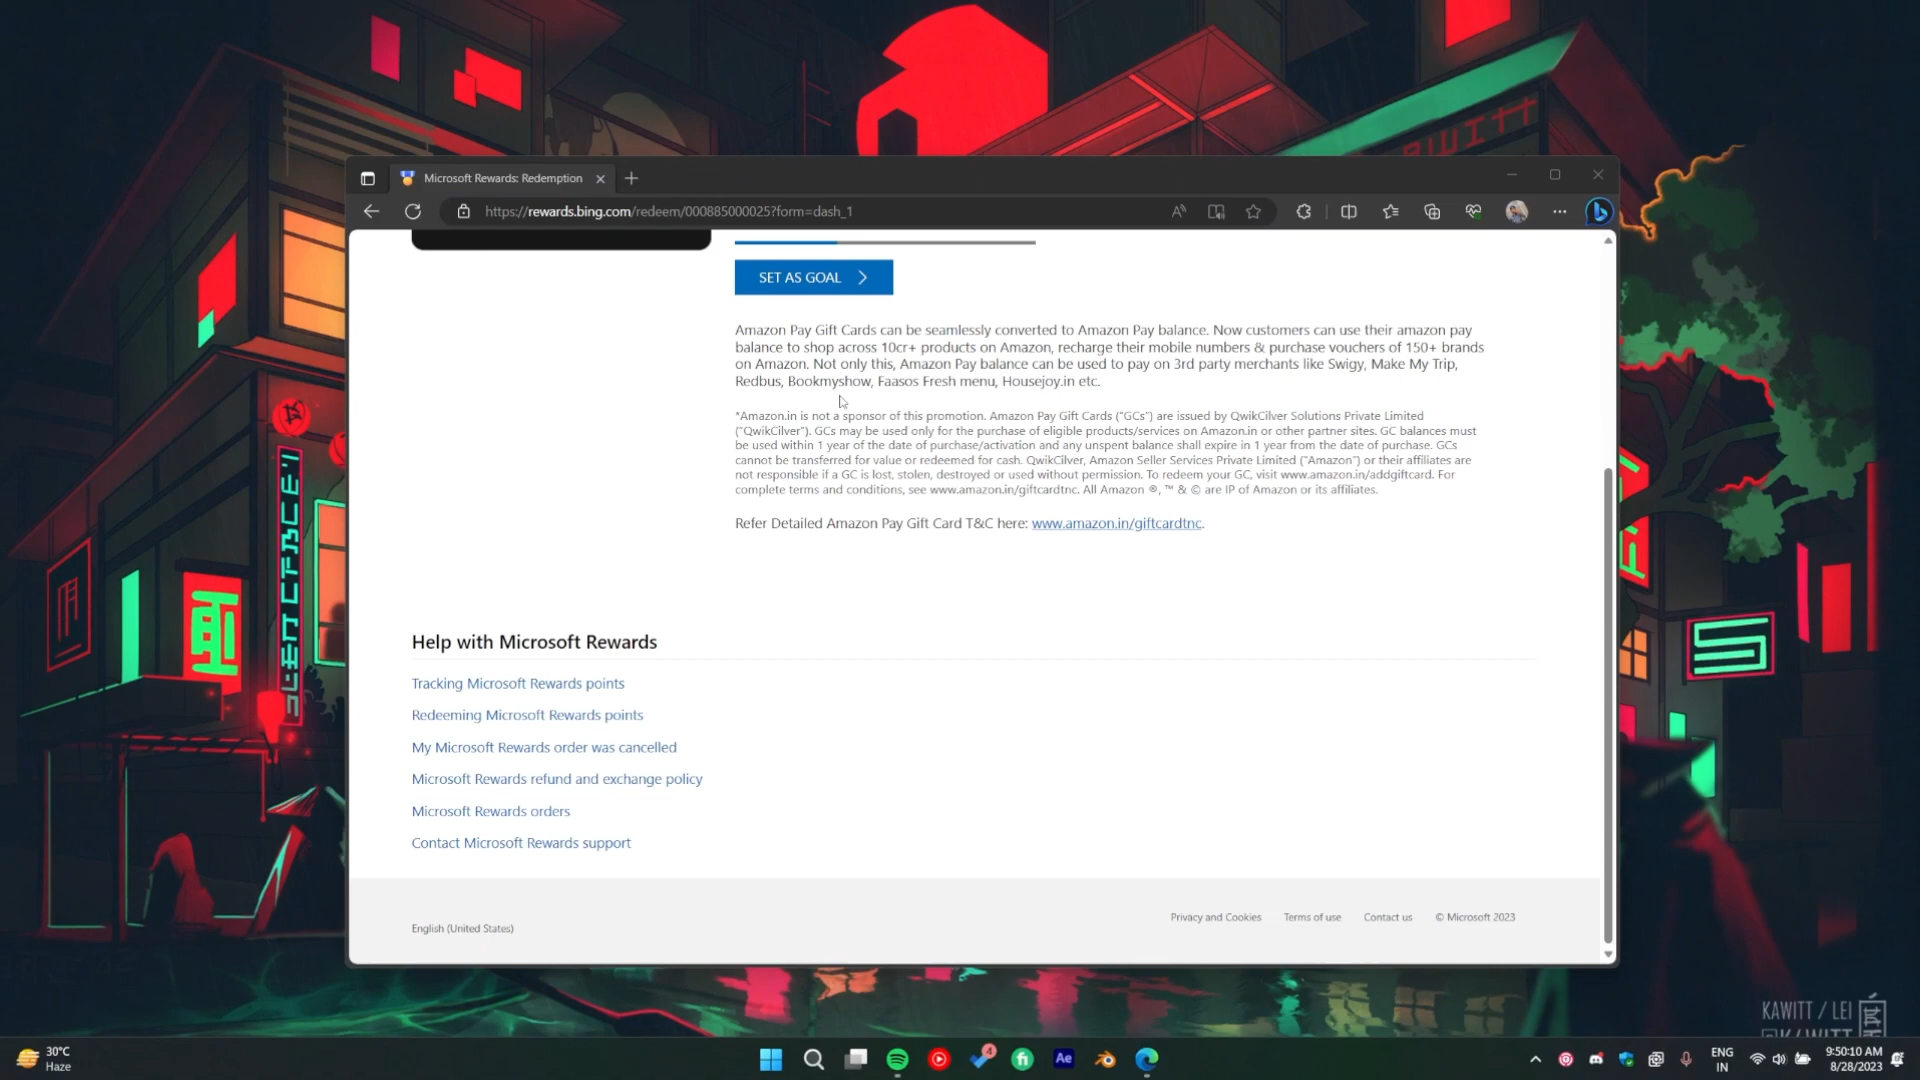 Microsoft Rewards: Redemption
https://rewards.bing.com/redeem/000885000025?form=dash_1
SET AS GOAL
Amazon Pay Gift Cards can be seamlessly converted to Amazon Pay balance. Now customers can use their amazon pay
balance to shop across 10cr+ products on Amazon, recharge their mobile numbers & purchase vouchers of 150+ brands
on Amazon. Not only this, Amazon Pay balance can be used to pay on 3rd party merchants like Swigy, Make My Trip,
Redbus, Bookmyshow, Faasos Fresh menu, Housejoy.in etc.
*Amazon.in is not a sponsor of this promotion. Amazon Pay Gift Cards ("GCs") are issued by QwikCilver Solutions Private Limited
("QwikCilver"). GCs may be used only for the purchase of eligible products/services on Amazon.in or other partner sites. GC balances must
be used within 1 year of the date of purchase/activation and any unspent balance shall expire in 1 year from the date of purchase. GCs
cannot be transferred for value or redeemed for cash. QwikCilver, Amazon Seller Services Private Limited ("Amazon") or their affiliates are
not responsible if a GC is lost, stolen, destroyed or used without permission. To redeem your GC, visit www.amazon.in/addgiftcard. For
complete terms and conditions, see www.amazon.in/giftcardtnc. All Amazon ®, ™ & © are IP of Amazon or its affiliates.
Refer Detailed Amazon Pay Gift Card T&C here: www.amazon.in/giftcardtnc.
Help with Microsoft Rewards
Tracking Microsoft Rewards points
Redeeming Microsoft Rewards points
My Microsoft Rewards order was cancelled
Microsoft Rewards refund and exchange policy
Microsoft Rewards orders
Contact Microsoft Rewards support
Privacy and Cookies Terms of use Contact us © Microsoft 2023
English (United States)
KAWITT / LEI
30°C
Haze
4
Ae
ENG
IN
9:50:10 AM
8/28/2023